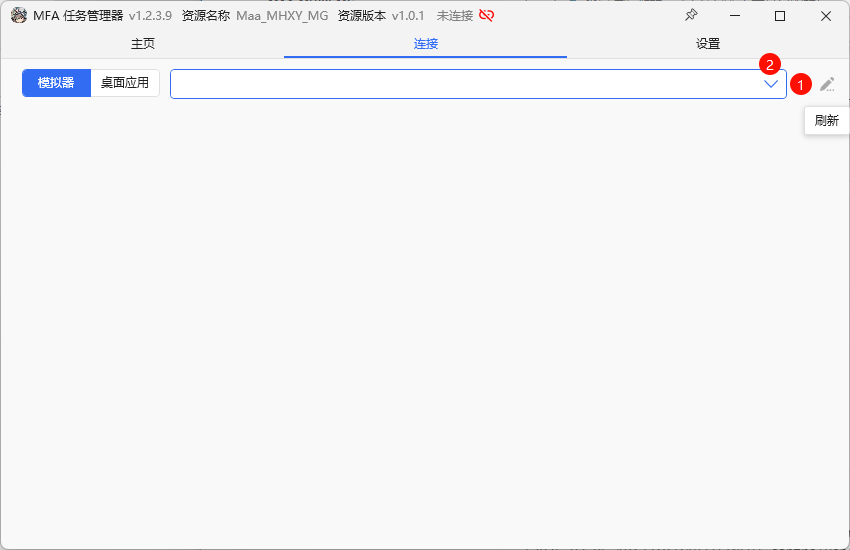 MFA 任务管理器 v1.2.3.9 资源名称 Maa_MHXY_MG 资源版本 v1.0.1 未连接
主页 连接 设置
模拟器 桌面应用 2 1
刷新